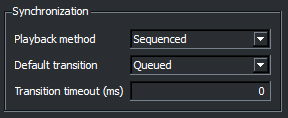 Synchronization
Playback method Sequenced
Default transition Queued
Transition timeout (ms) 0